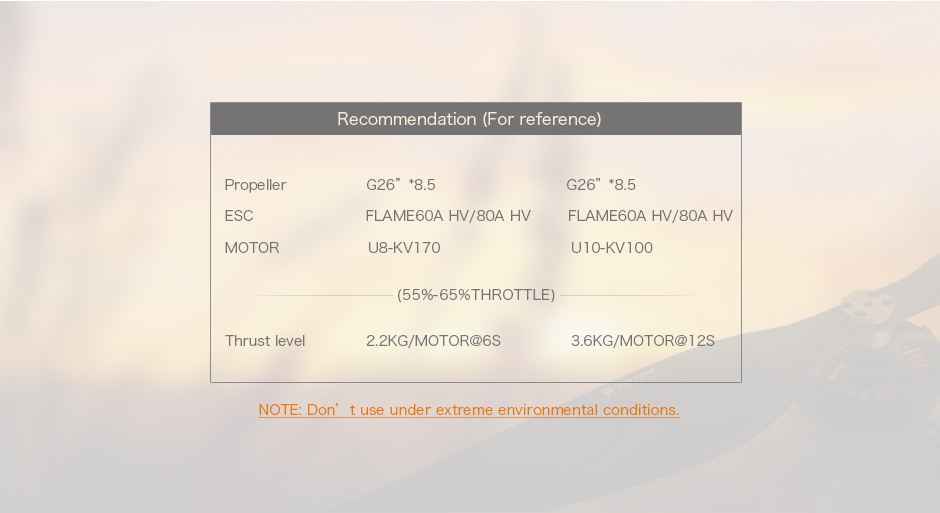 Recommendation (For reference)
Propeller G26” *8.5 G26” *8.5
ESC FLAME60A HV/80A HV FLAME60A HV/80A HV
MOTOR U8-KV170 U10-KV100
(55%-65%THROTTLE)
Thrust level 2.2KG/MOTOR@6S 3.6KG/MOTOR@12S
NOTE: Don’t use under extreme environmental conditions.